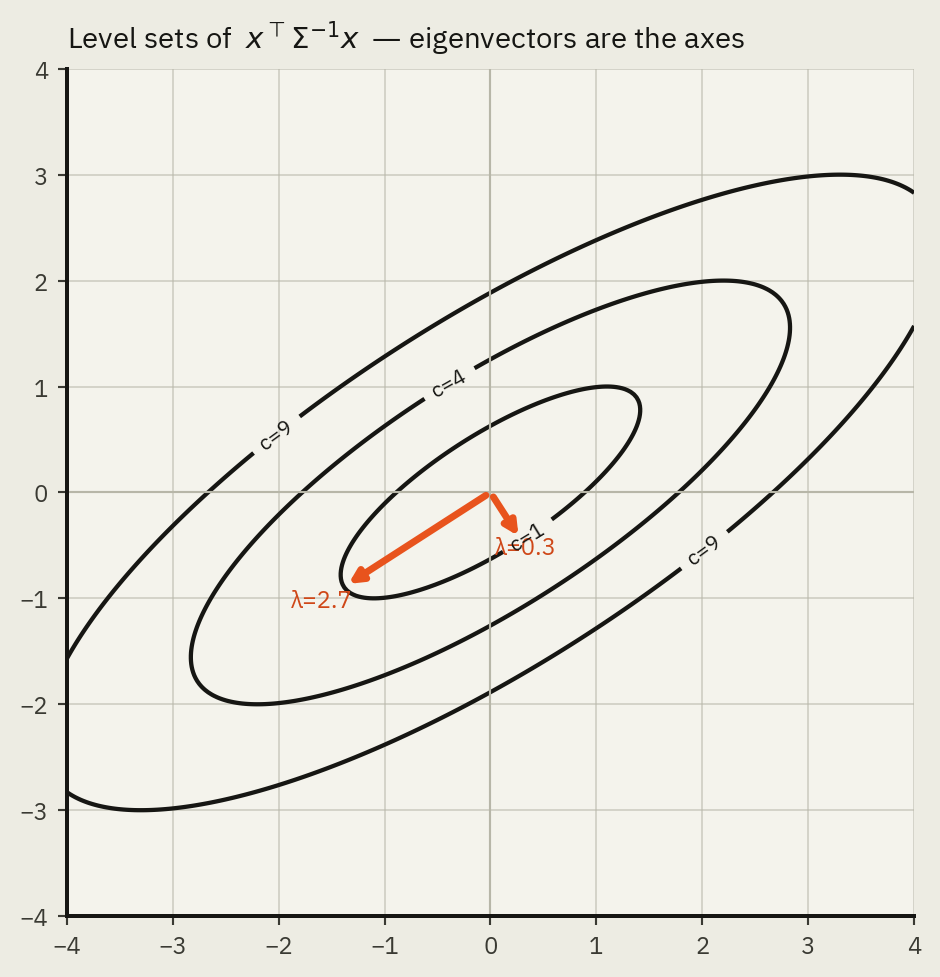 Level sets of x⊤Σ−1x — eigenvectors are the axes
4
3
2
1
0
−1
−2
−3
−4
c=9
c=4
c=1
λ=0.3
c=9
λ=2.7
−4 −3 −2 −1 0 1 2 3 4